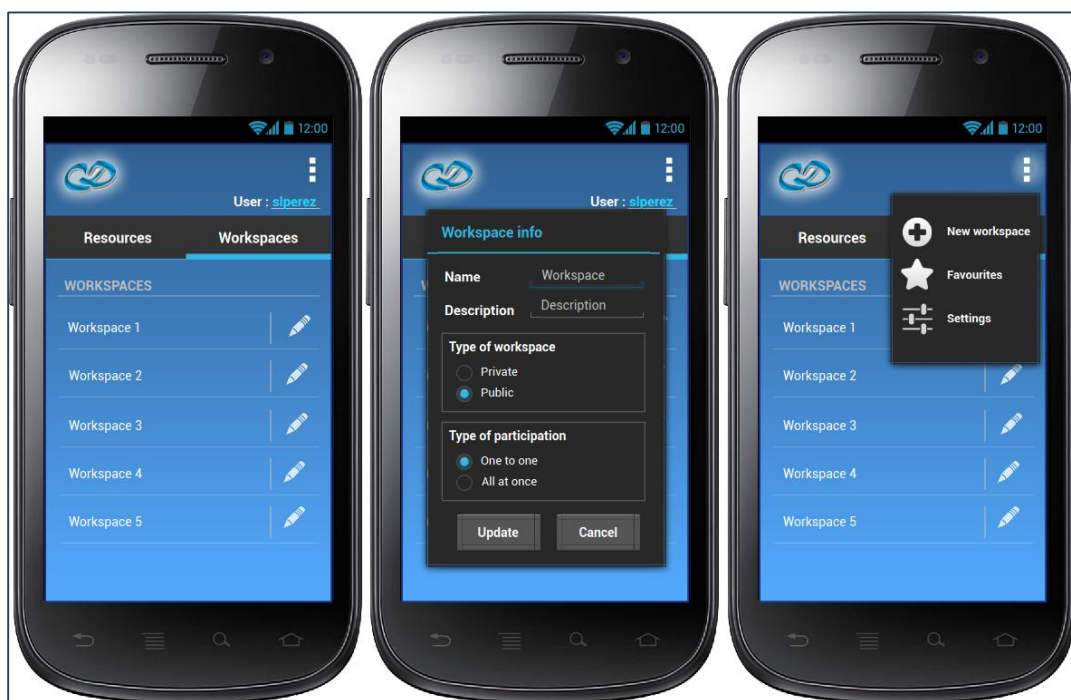 12:00
User : slperez
Resources Workspaces
WORKSPACES
Workspace 1
Workspace 2
Workspace 3
Workspace 4
Workspace 5
12:00
User : slperez
Workspace info
Name Workspace
Description Description
Type of workspace
Private
Public
Type of participation
One to one
All at once
Update Cancel
12:00
Resources
New workspace
Favourites
Settings
WORKSPACES
Workspace 1
Workspace 2
Workspace 3
Workspace 4
Workspace 5